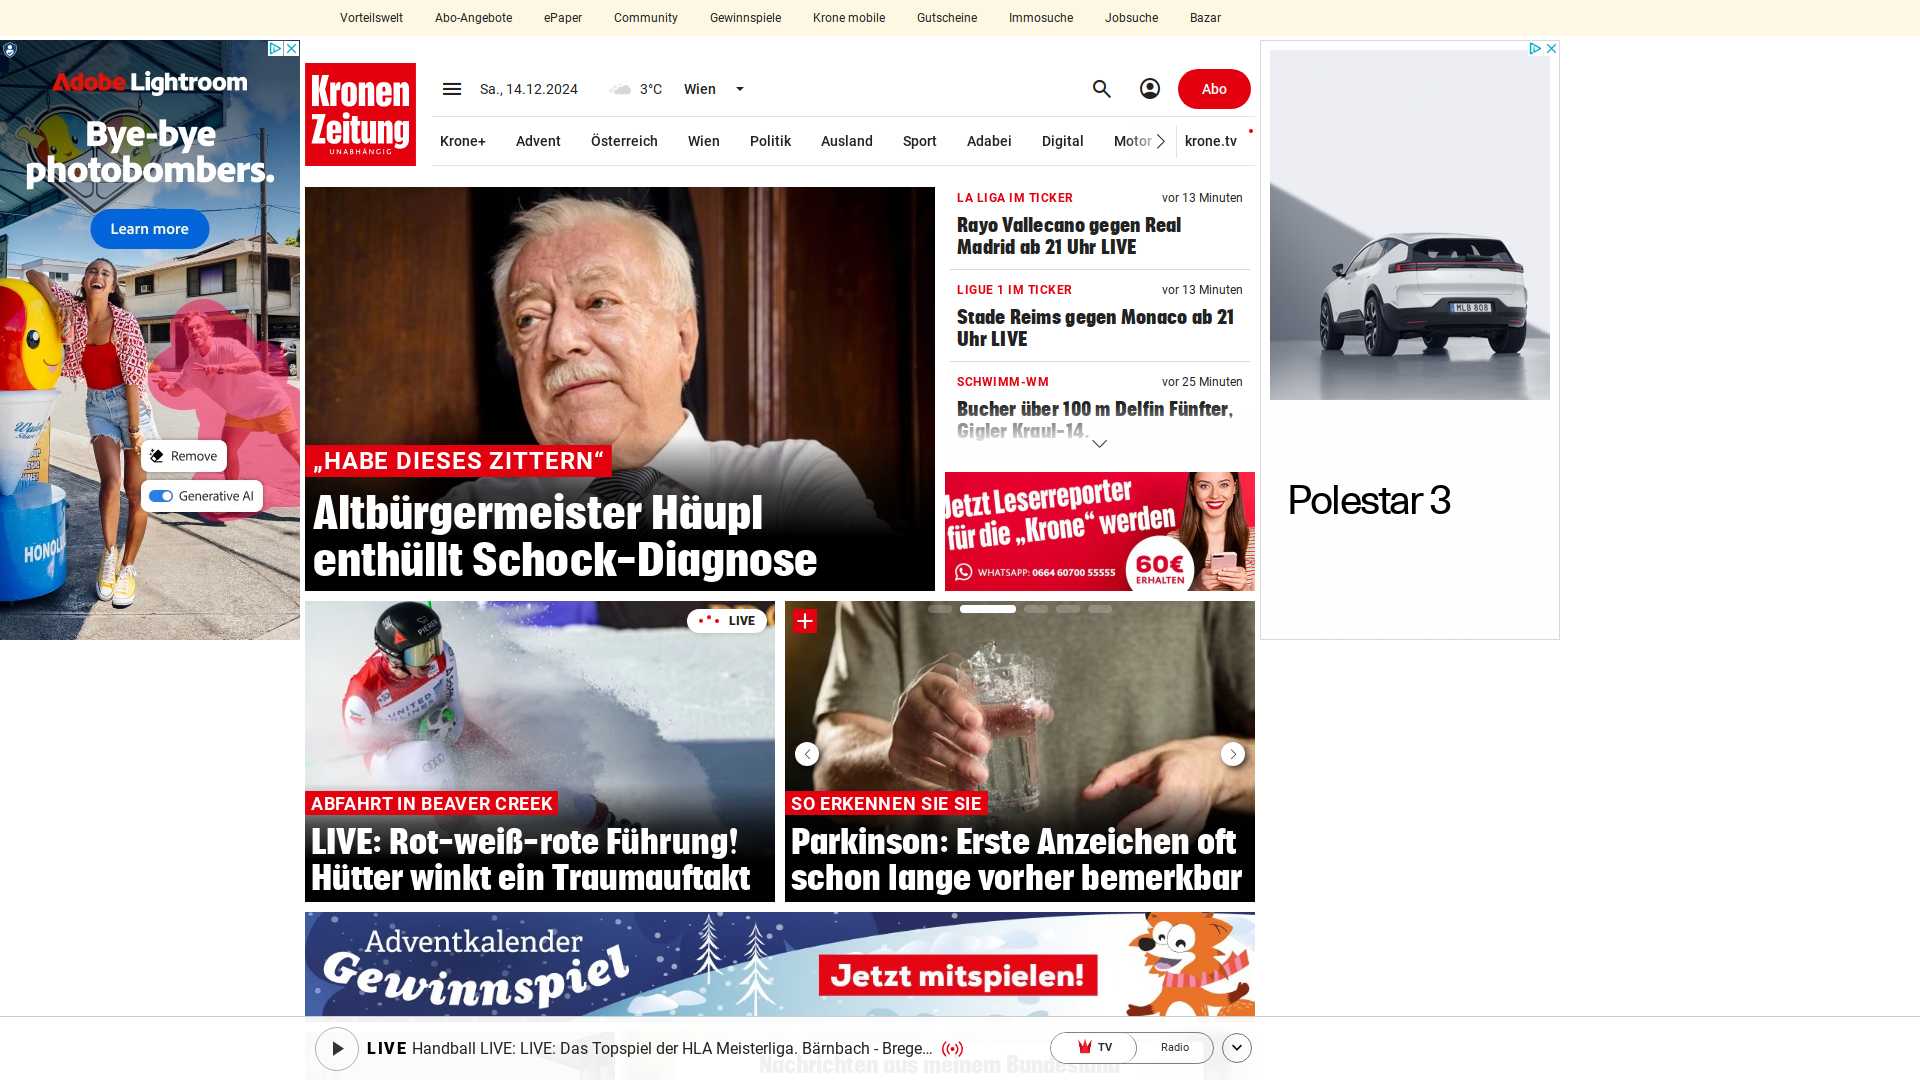 Vorteilswelt
Abo-Angebote
ePaper
Community
Gewinnspiele
Krone mobile
Gutscheine
Immosuche
Jobsuche
Bazar
Adobe Lightroom
Bye-bye
photobombers.
Learn more
Remove
Generative AI
HONOL
Kronen
Zeitung
UNABHÄNGIG
Sa., 14.12.2024
3°C
Wien
Abo
Krone+
Advent
Österreich
Wien
Politik
Ausland
Sport
Adabei
Digital
Motor
krone.tv
„HABE DIESES ZITTERN“
Altbürgermeister Häupl
enthüllt Schock-Diagnose
LA LIGA IM TICKER
vor 13 Minuten
Rayo Vallecano gegen Real
Madrid ab 21 Uhr LIVE
LIGUE 1 IM TICKER
vor 13 Minuten
Stade Reims gegen Monaco ab 21
Uhr LIVE
SCHWIMM-WM
vor 25 Minuten
Bucher über 100 m Delfin Fünfter,
Gigler Kraul-14.
Jetzt Leserreporter
für die „Krone“ werden
WHATSAPP: 0664 60700 55555
60€
ERHALTEN
MLB 808
Polestar 3
LIVE
ABFAHRT IN BEAVER CREEK
LIVE: Rot-weiß-rote Führung!
Hütter winkt ein Traumauftakt
SO ERKENNEN SIE SIE
Parkinson: Erste Anzeichen oft
schon lange vorher bemerkbar
Adventkalender
Gewinnspiel
Jetzt mitspielen!
LIVE Handball LIVE: LIVE: Das Topspiel der HLA Meisterliga. Bärnbach - Brege...
TV
Radio
Nachrichten aus meinem Bundesland